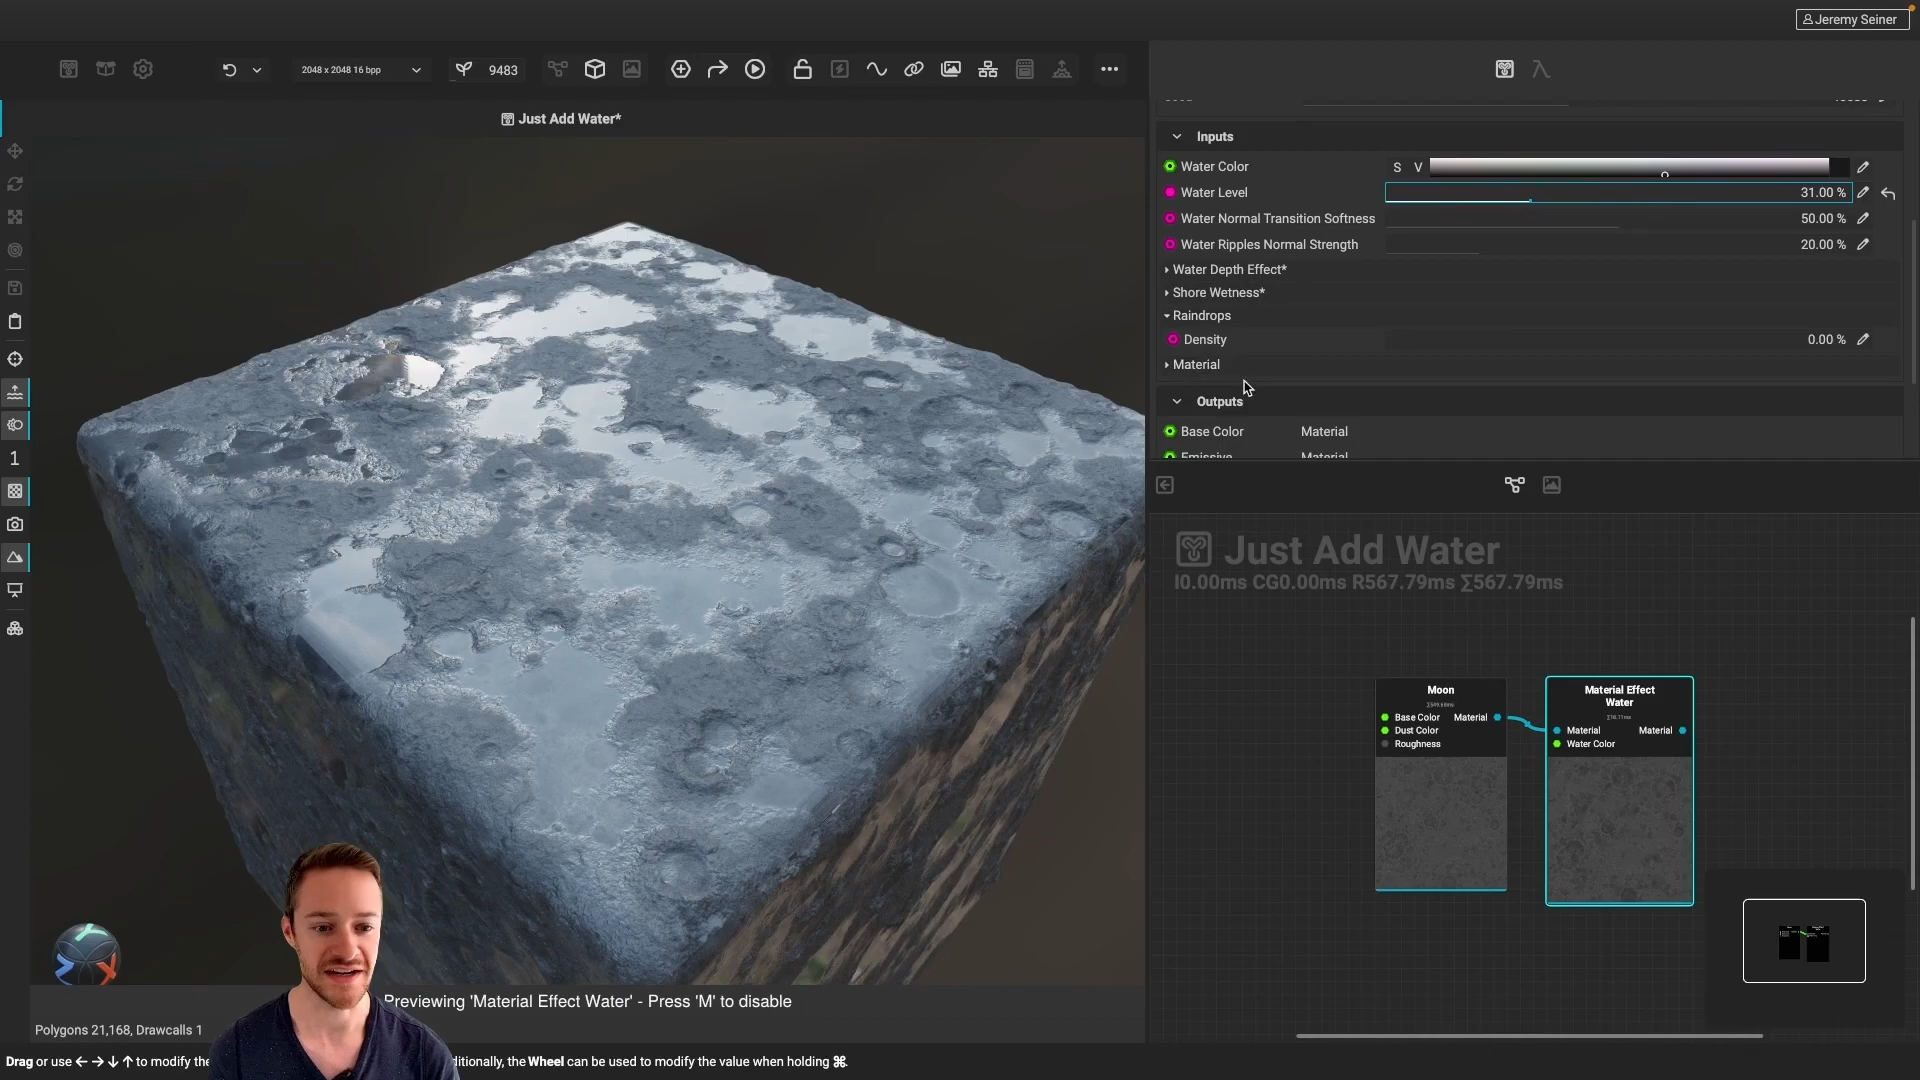 Jeremy Seiner
2048 x 2048 16 bpp
9483
Just Add Water*
Inputs
Water Color
S V
Water Level
31.00 %
Water Normal Transition Softness
50.00 %
Water Ripples Normal Strength
20.00 %
Water Depth Effect*
Shore Wetness*
Raindrops
Density
0.00 %
Material
Outputs
Base Color
Material
Emissive
Material
1
Just Add Water
I0.00ms CG0.00ms R567.79ms ∑567.79ms
Moon
Base Color
Material
Dust Color
Roughness
Material Effect
Water
Material
Material
Water Color
Previewing 'Material Effect Water' - Press 'M' to disable
Polygons 21,168, Drawcalls 1
Drag or use ← → ↓ ↑ to modify the
ditionally, the Wheel can be used to modify the value when holding ⌘.